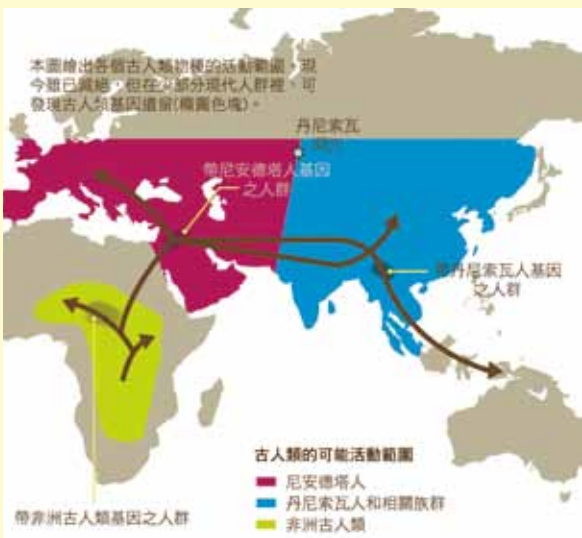 本圖繪出各個古人類物種的活動範圍,現
今雖已滅絕,但在少部分現代人群裡,可
發現古人類基因遺留(橢圓色塊)。
丹尼索瓦
帶尼安德塔人基因
之人群
帶丹尼索瓦人基因
之人群
古人類的可能活動範圍
尼安德塔人
丹尼索瓦人和相關族群
非洲古人類
帶非洲古人類基因之人群